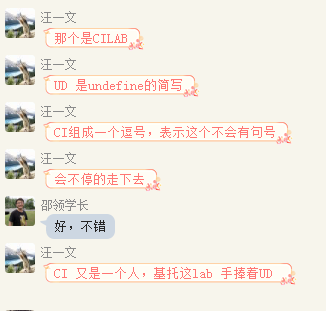 汪一文
那个是CILAB
汪一文
UD 是undefine的简写
汪一文
CI组成一个逗号，表示这个不会有句号
汪一文
会不停的走下去
邵领学长
好，不错
汪一文
CI 又是一个人，基托这lab 手捧着UD